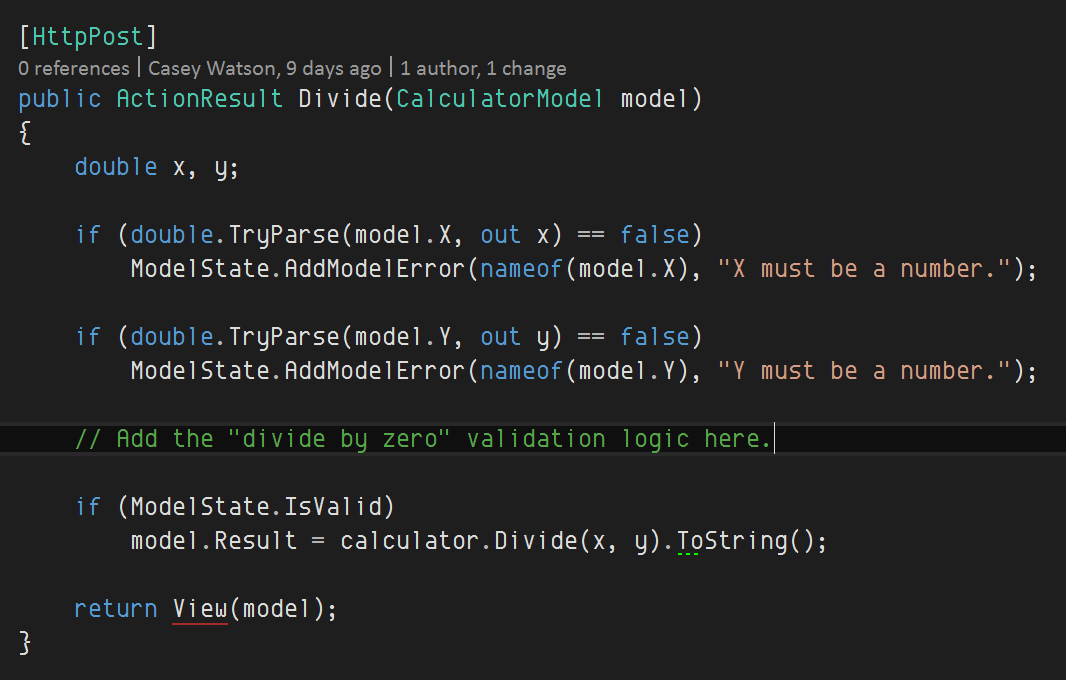 [HttpPost]
0 references | Casey Watson, 9 days ago | 1 author, 1 change
public ActionResult Divide(CalculatorModel model)
{
double x, y;
if (double.TryParse(model.X, out x) == false)
ModelState.AddModelError(nameof(model.X), "X must be a number.");
if (double.TryParse(model.Y, out y) == false)
ModelState.AddModelError(nameof(model.Y), "Y must be a number.");
// Add the "divide by zero" validation logic here.
if (ModelState.IsValid)
model.Result = calculator.Divide(x, y).ToString();
return View(model);
}